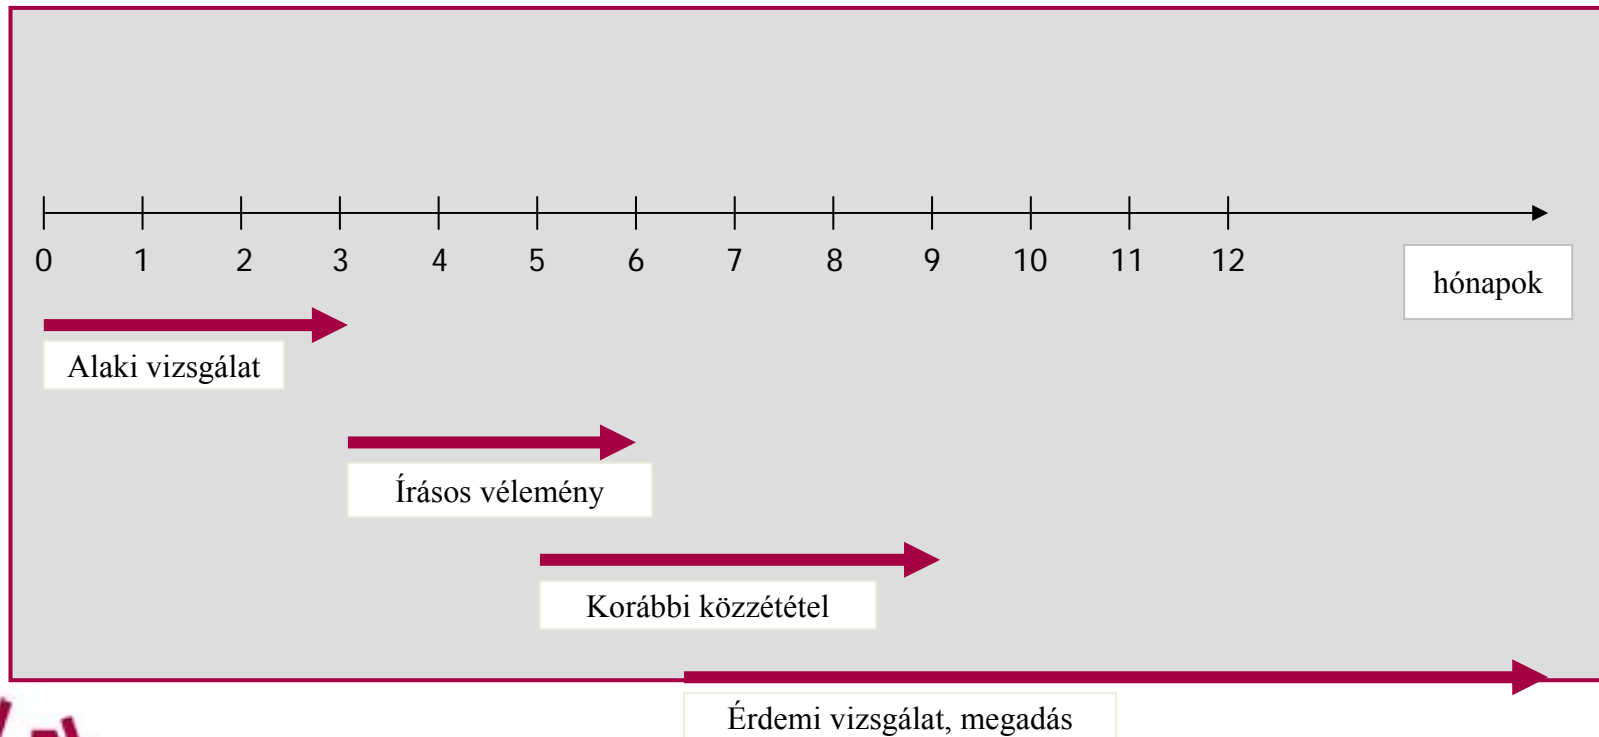 0 1 2 3 4 5 6 7 8 9 10 11 12
hónapok
Alaki vizsgálat
Írásos vélemény
Korábbi közzététel
Érdemi vizsgálat, megadás